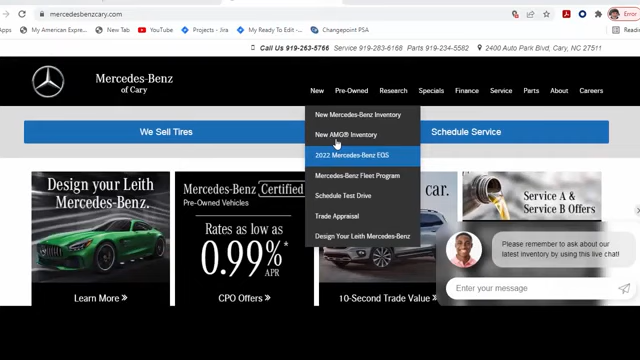 mercedesbenzcary.com
Error
Apps
My American Expre...
New Tab
YouTube
Projects - Jira
My Ready To Edit -...
Changepoint PSA
Readin
Call Us 919-263-5766 Service 919-283-6168 Parts 919-234-5582 2400 Auto Park Blvd, Cary, NC 27511
Mercedes-Benz
of Cary
New Pre-Owned Research Specials Finance Service Parts About Careers
New Mercedes-Benz Inventory
New AMG® Inventory
2022 Mercedes-Benz EQS
Mercedes-Benz Fleet Program
Schedule Test Drive
Trade Appraisal
Design Your Leith Mercedes-Benz
We Sell Tires
Schedule Service
Design your Leith
Mercedes-Benz.
Learn More »
Mercedes-Benz Certified
Pre-Owned Vehicles
Rates as low as
0.99%*
APR
CPO Offers »
car.
10-Second Trade Value »
Service A &
Service B Offers
Please remember to ask about our
latest inventory by using this live chat!
Enter your message